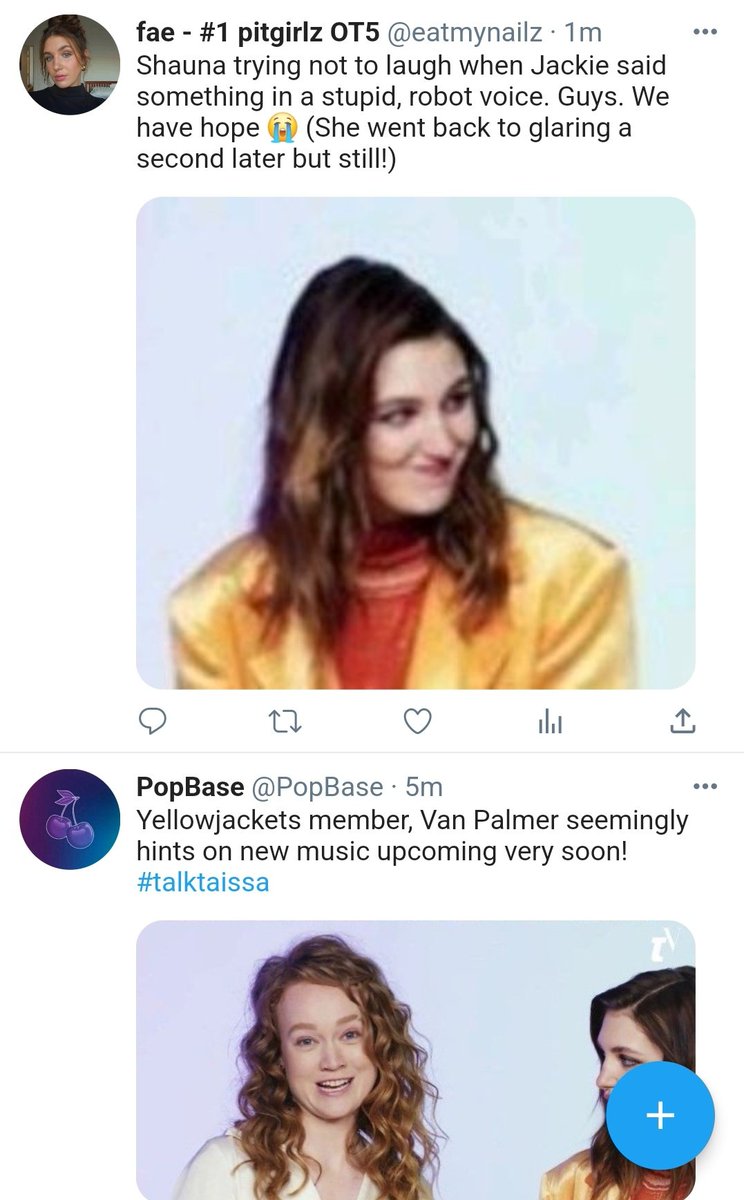 fae - #1 pitgirlz OT5 @eatmynailz · 1m
Shauna trying not to laugh when Jackie said
something in a stupid, robot voice. Guys. We
have hope 😭 (She went back to glaring a
second later but still!)
PopBase @PopBase · 5m
Yellowjackets member, Van Palmer seemingly
hints on new music upcoming very soon!
#talktaissa